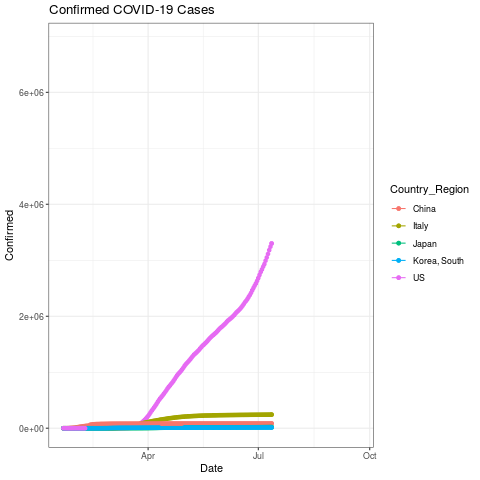 Confirmed COVID-19 Cases
Confirmed
6e+06
4e+06
2e+06
0e+00
Apr
Jul
Oct
Date
Country_Region
China
Italy
Japan
Korea, South
US